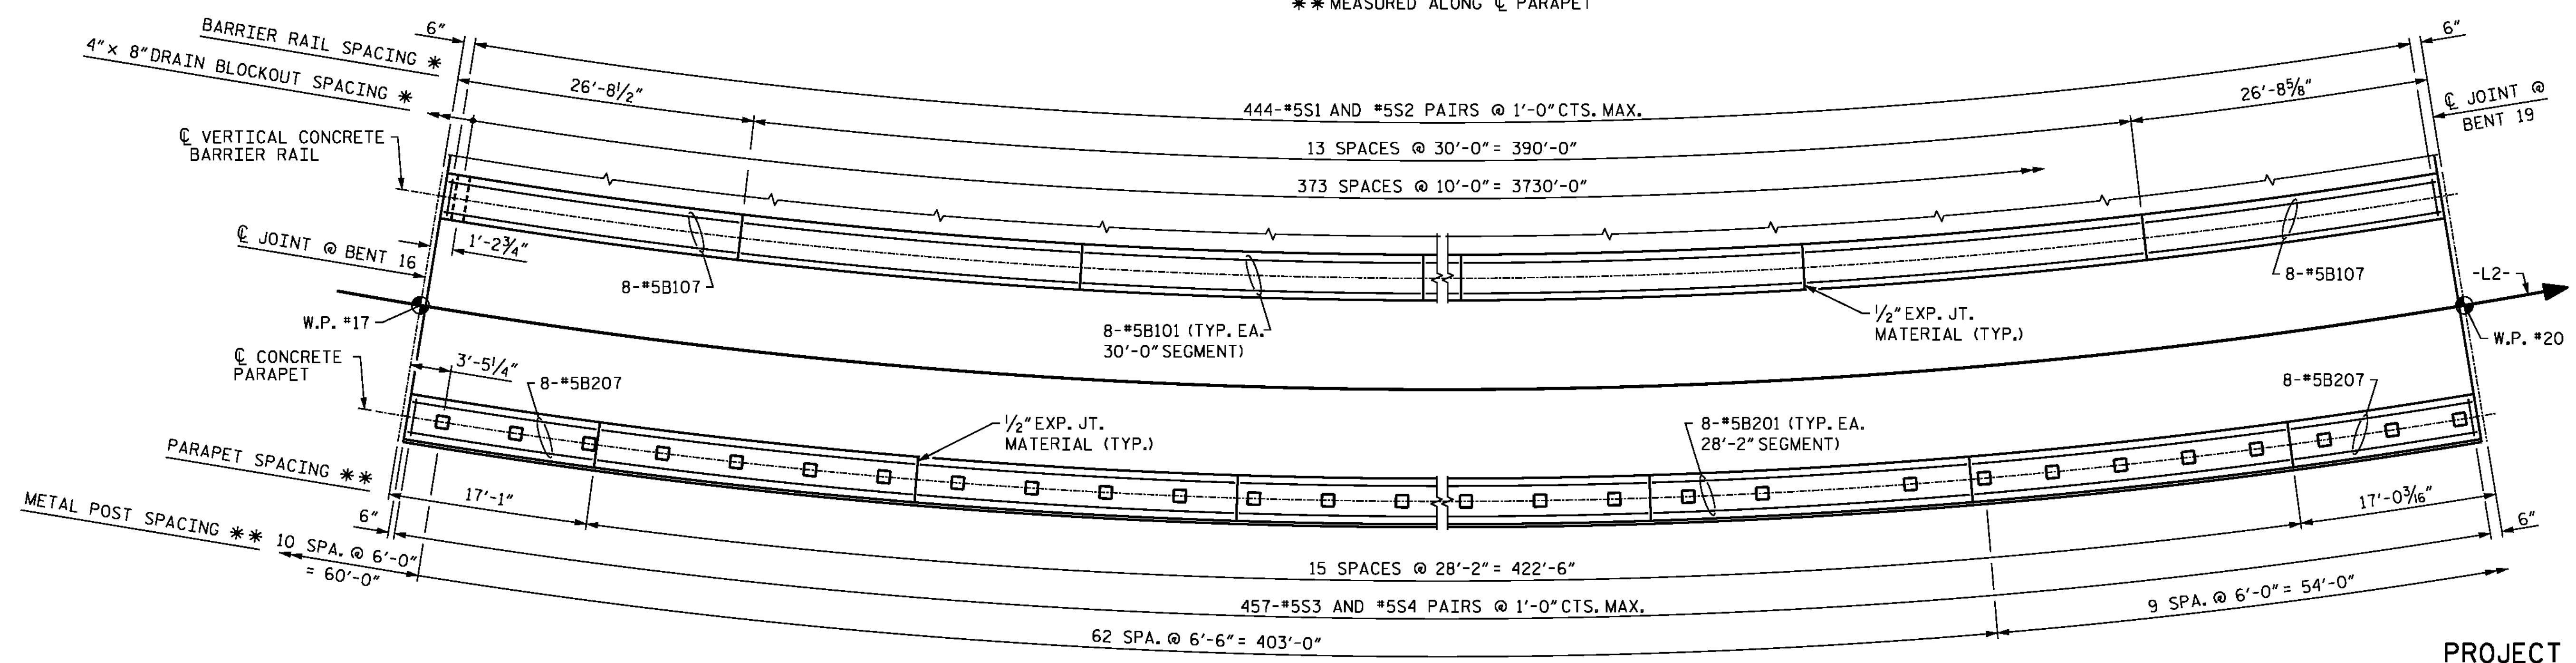 **MEASURED ALONG ℄ PARAPET
BARRIER RAIL SPACING *
6"
6"
4" x 8" DRAIN BLOCKOUT SPACING *
26'-8½"
444-#5S1 AND #5S2 PAIRS @ 1'-0" CTS. MAX.
26'-8⅝"
℄ JOINT @
BENT 19
℄ VERTICAL CONCRETE
BARRIER RAIL
13 SPACES @ 30'-0" = 390'-0"
373 SPACES @ 10'-0" = 3730'-0"
℄ JOINT @ BENT 16
1'-2¾"
8-#5B107
8-#5B107
-L2-
W.P. #17
8-#5B101 (TYP. EA.
30'-0" SEGMENT)
½" EXP. JT.
MATERIAL (TYP.)
W.P. #20
℄ CONCRETE
PARAPET
3'-5¼"
8-#5B207
8-#5B207
½" EXP. JT.
MATERIAL (TYP.)
8-#5B201 (TYP. EA.
28'-2" SEGMENT)
PARAPET SPACING **
17'-1"
17'-0³⁄₁₆"
6"
6"
METAL POST SPACING **
10 SPA. @ 6'-0"
= 60'-0"
15 SPACES @ 28'-2" = 422'-6"
457-#5S3 AND #5S4 PAIRS @ 1'-0" CTS. MAX.
9 SPA. @ 6'-0" = 54'-0"
62 SPA. @ 6'-6" = 403'-0"
PROJECT